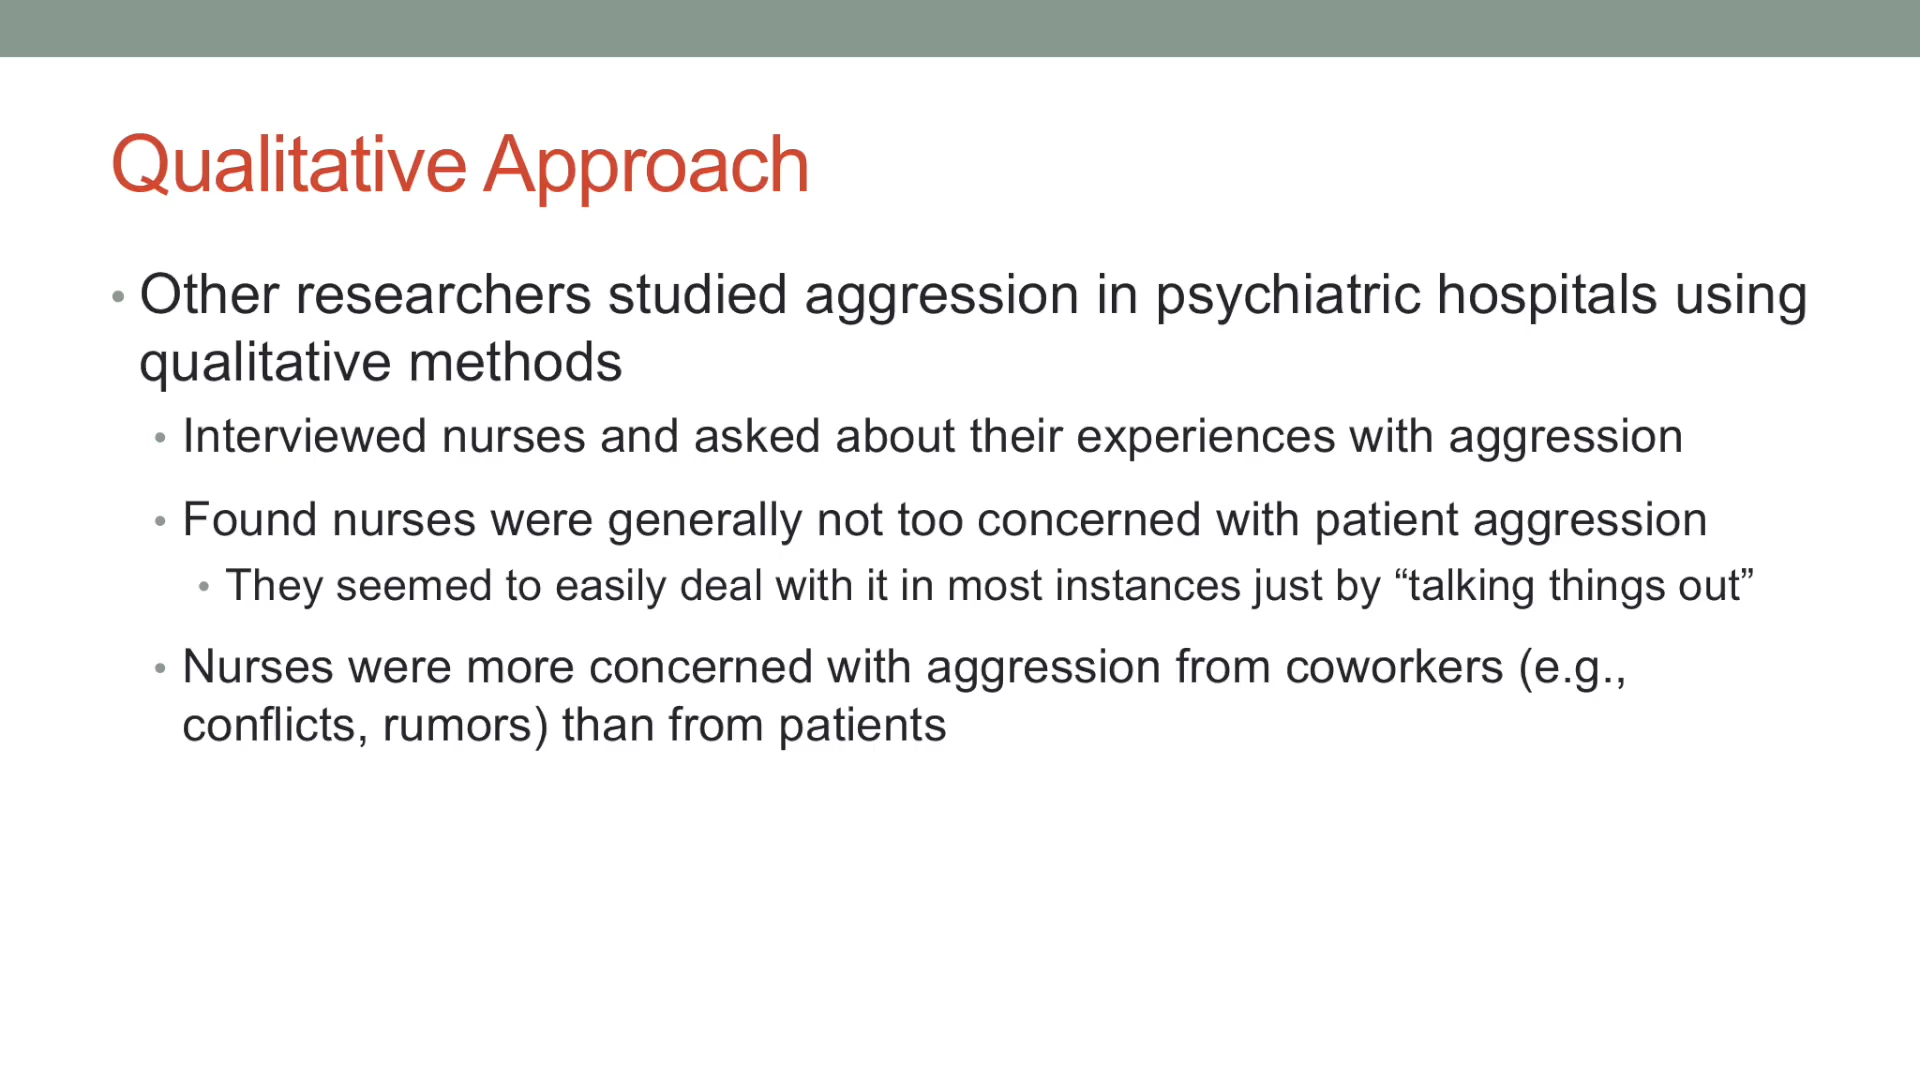 Qualitative Approach
• Other researchers studied aggression in psychiatric hospitals using
qualitative methods
• Interviewed nurses and asked about their experiences with aggression
• Found nurses were generally not too concerned with patient aggression
• They seemed to easily deal with it in most instances just by “talking things out”
• Nurses were more concerned with aggression from coworkers (e.g.,
conflicts, rumors) than from patients